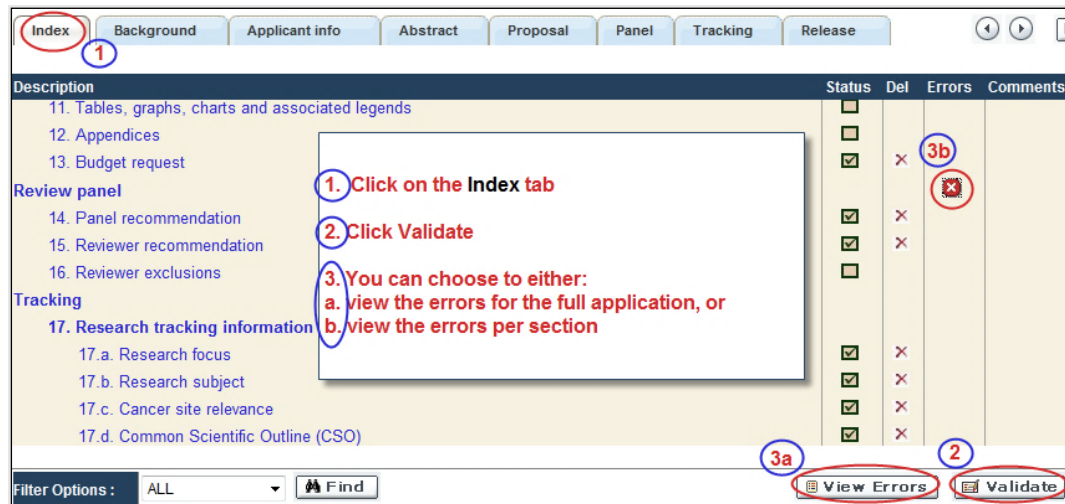 Index Background Applicant info Abstract Proposal Panel Tracking Release
1
Description Status Del Errors Comments
11. Tables, graphs, charts and associated legends
12. Appendices
13. Budget request
3b
Review panel
14. Panel recommendation
15. Reviewer recommendation
16. Reviewer exclusions
Tracking
17. Research tracking information
17.a. Research focus
17.b. Research subject
17.c. Cancer site relevance
17.d. Common Scientific Outline (CSO)
1. Click on the Index tab
2. Click Validate
3. You can choose to either:
a. view the errors for the full application, or
b. view the errors per section
3a
2
Filter Options : ALL Find View Errors Validate